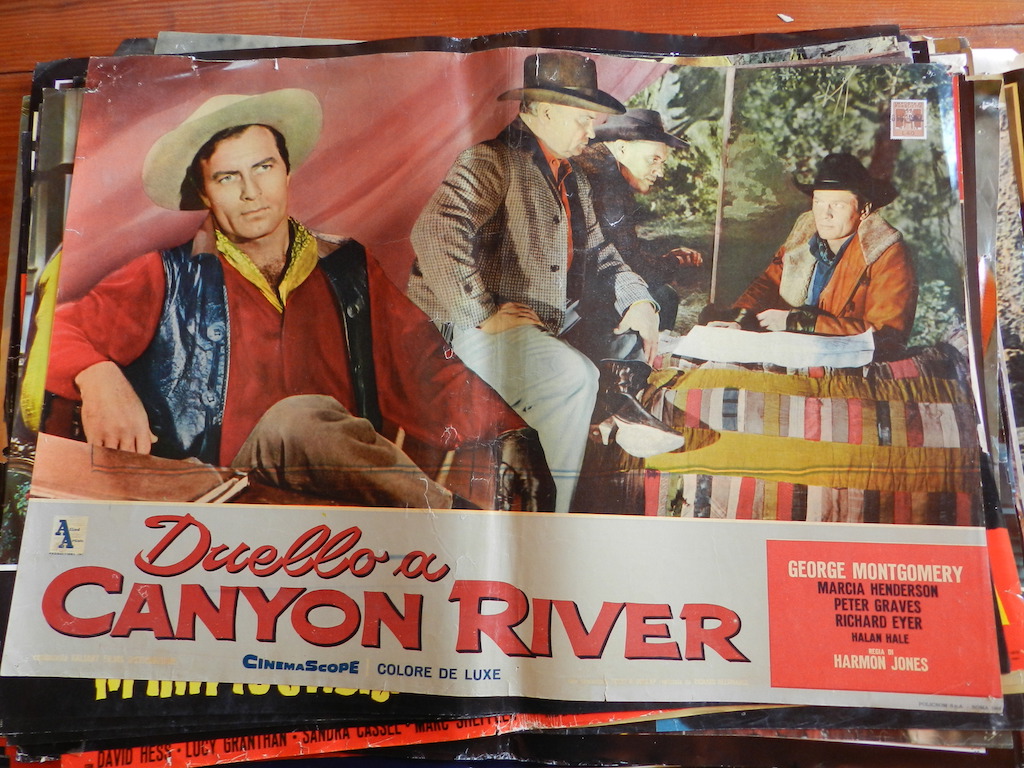 Duello a
CANYON RIVER
CINEMASCOPE COLORE DE LUXE
GEORGE MONTGOMERY
MARCIA HENDERSON
PETER GRAVES
RICHARD EYER
HALAN HALE
REGIA DI
HARMON JONES
DAVID HESS · LUCY GRANTHAN · SANDRA CASSEL · MARC